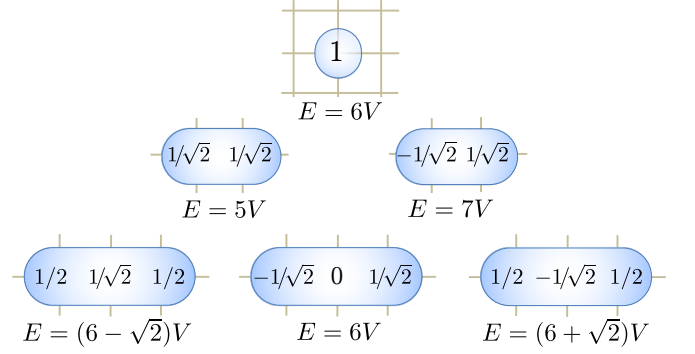 1
E = 6V
1/√2 1/√2
−1/√2 1/√2
E = 5V
E = 7V
1/2 1/√2 1/2
−1/√2 0 1/√2
1/2 −1/√2 1/2
E = (6 − √2)V
E = 6V
E = (6 + √2)V